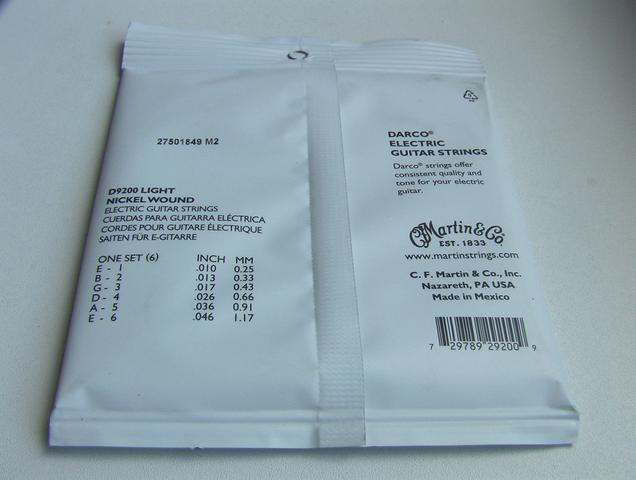 27501849 M2
D9200 LIGHT
NICKEL WOUND
ELECTRIC GUITAR STRINGS
CUERDAS PARA GUITARRA ELÉCTRICA
CORDES POUR GUITARE ÉLECTRIQUE
SAITEN FÜR E-GITARRE
ONE SET (6) INCH MM
E - 1 .010 0.25
B - 2 .013 0.33
G - 3 .017 0.43
D - 4 .026 0.66
A - 5 .036 0.91
E - 6 .046 1.17
DARCO®
ELECTRIC
GUITAR STRINGS
Darco® strings offer
consistent quality and
tone for your electric
guitar.
CF Martin & Co.
EST. 1833
www.martinstrings.com
C. F. Martin & Co., Inc.
Nazareth, PA USA
Made in Mexico
7 29789 29200 9